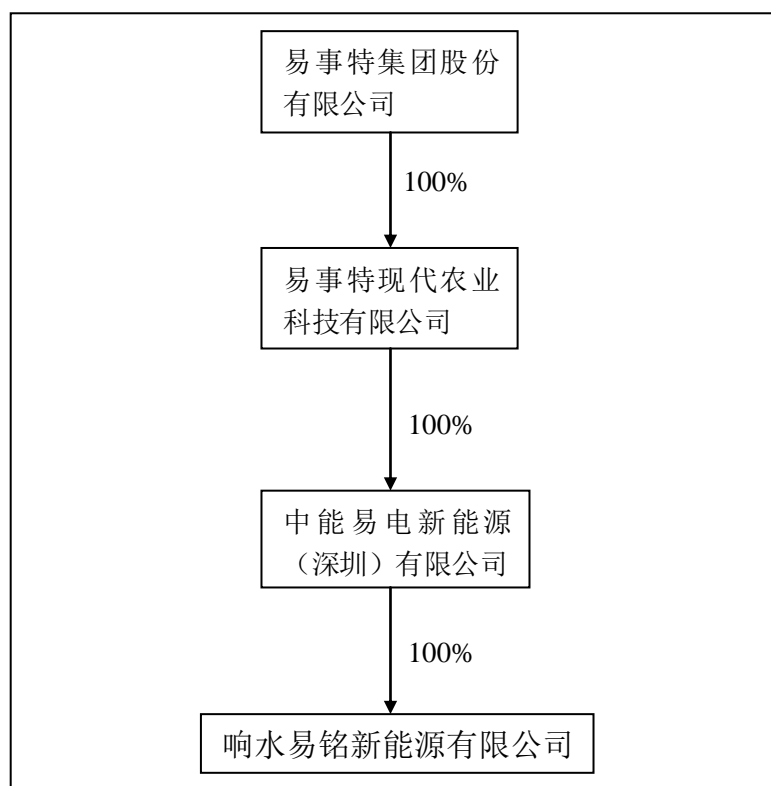 易事特集团股份
有限公司
100%
易事特现代农业
科技有限公司
100%
中能易电新能源
（深圳）有限公司
100%
响水易铭新能源有限公司